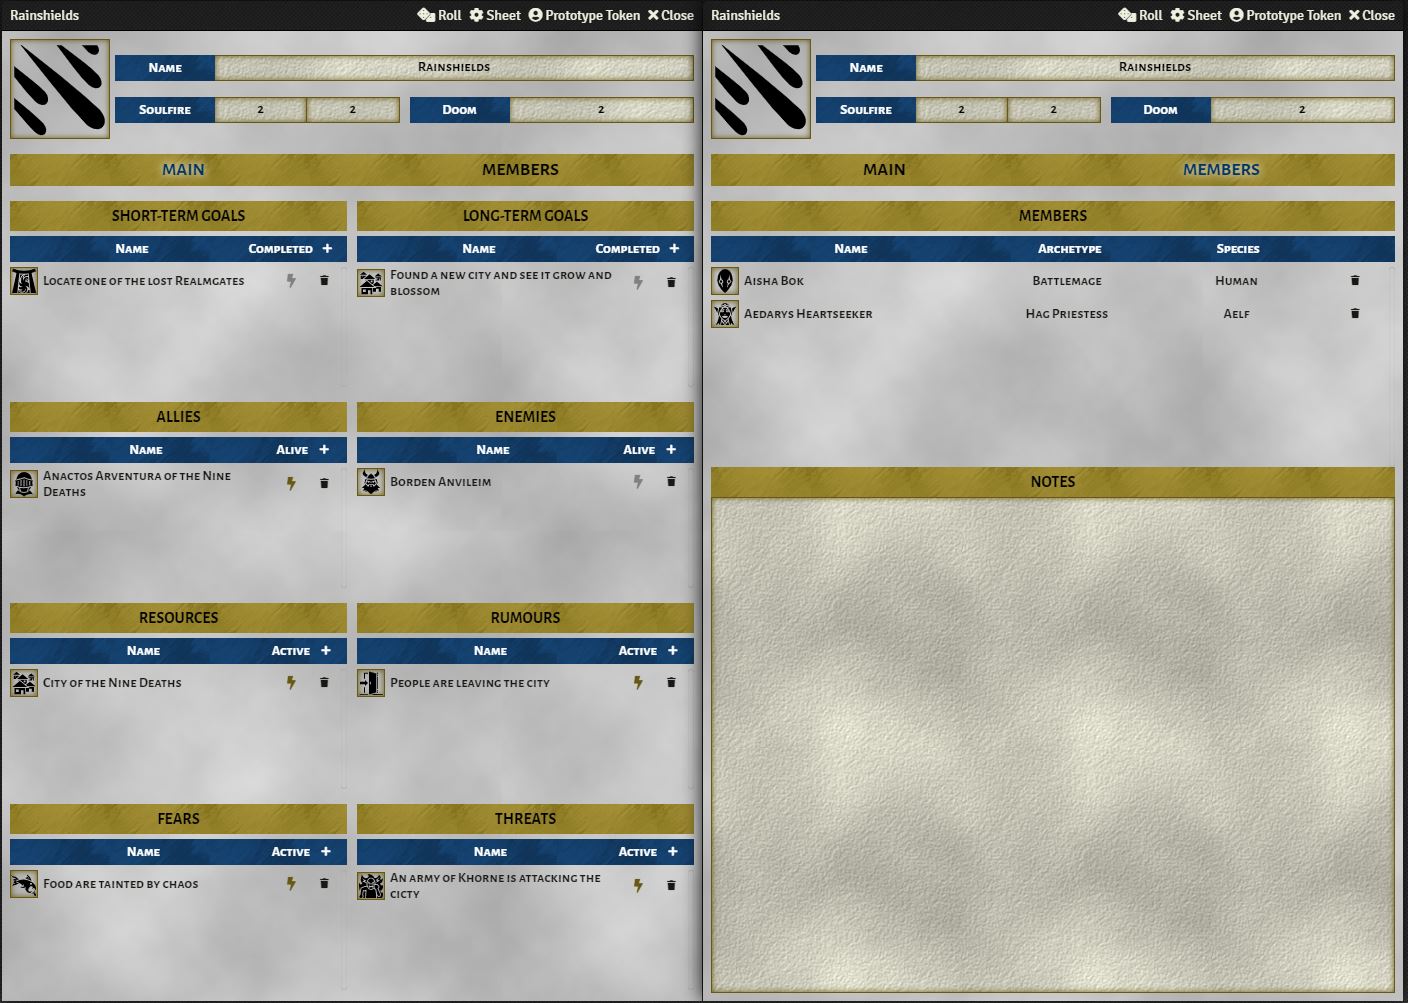 Rainshields Roll Sheet Prototype Token Close
Name Rainshields
Soulfire 2 2 Doom 2
MAIN MEMBERS
SHORT-TERM GOALS
Name Completed +
Locate one of the lost Realmgates
LONG-TERM GOALS
Name Completed +
Found a new city and see it grow and
blossom
ALLIES
Name Alive +
Anactos Arventura of the Nine
Deaths
ENEMIES
Name Alive +
Borden Anvileim
RESOURCES
Name Active +
City of the Nine Deaths
RUMOURS
Name Active +
People are leaving the city
FEARS
Name Active +
Food are tainted by chaos
THREATS
Name Active +
An army of Khorne is attacking the
cicty
Rainshields Roll Sheet Prototype Token Close
Name Rainshields
Soulfire 2 2 Doom 2
MAIN MEMBERS
MEMBERS
Name Archetype Species
Aisha Bok Battlemage Human
Aedarys Heartseeker Hag Priestess Aelf
NOTES